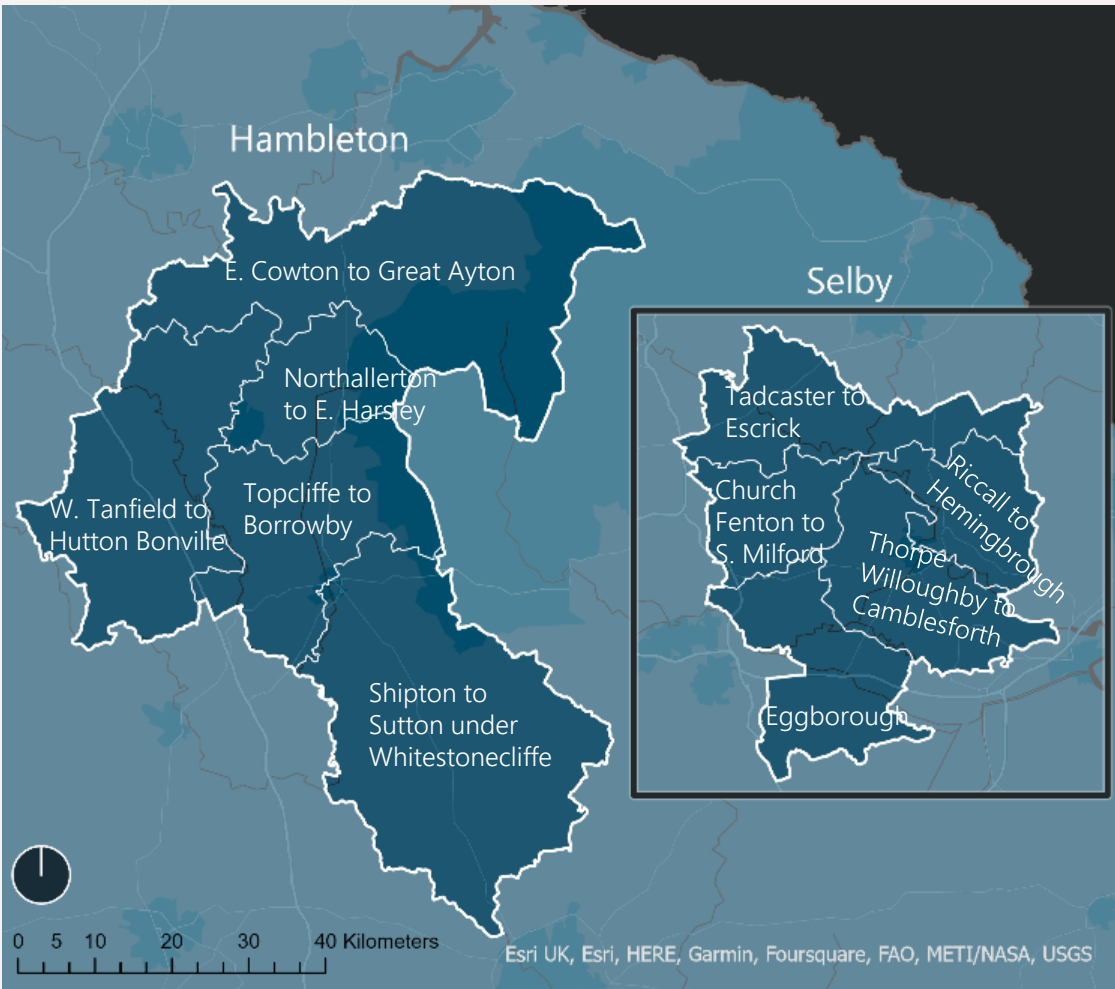 Hambleton
E. Cowton to Great Ayton
Selby
Northallerton
to E. Harsley
Tadcaster to
Escrick
W. Tanfield to
Hutton Bonville
Topcliffe to
Borrowby
Church
Fenton to
S. Milford
Riccall to
Hemingbrough
Thorpe
Willoughby to
Camblesforth
Shipton to
Sutton under
Whitestonecliffe
Eggborough
0 5 10 20 30 40 Kilometers
Esri UK, Esri, HERE, Garmin, Foursquare, FAO, METI/NASA, USGS